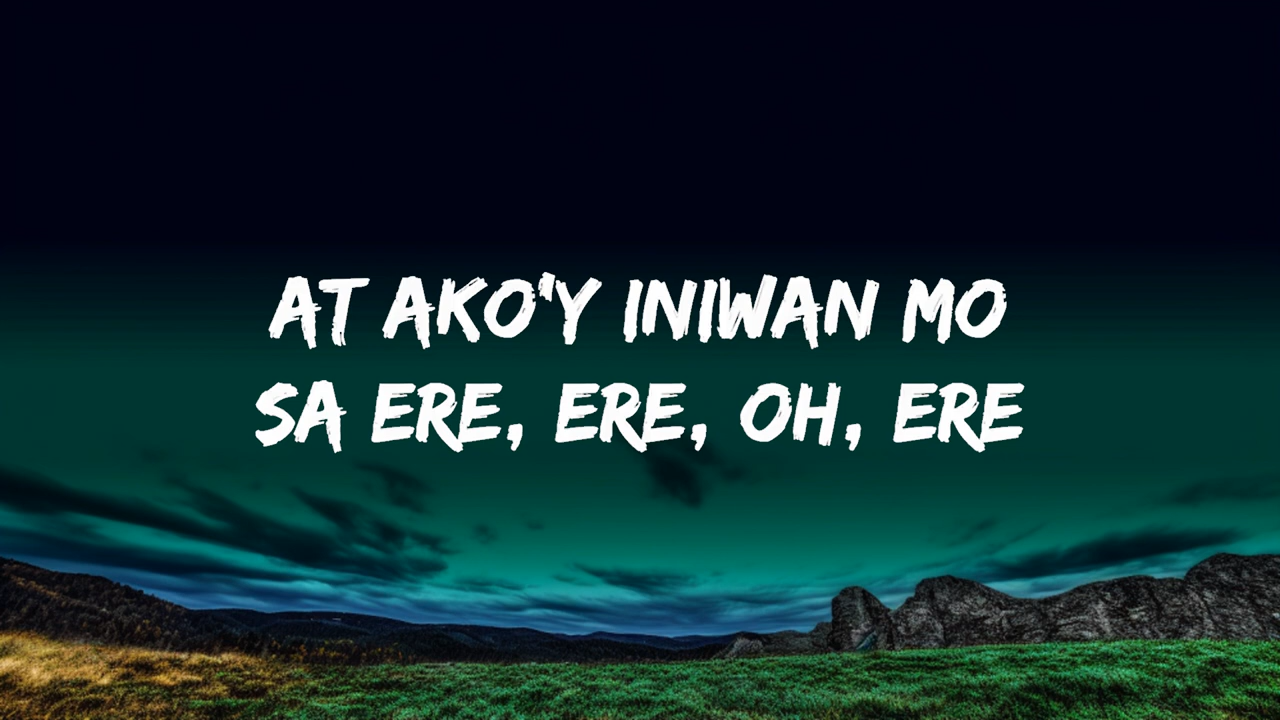 AT AKO'Y INIWAN MO
SA ERE, ERE, OH, ERE